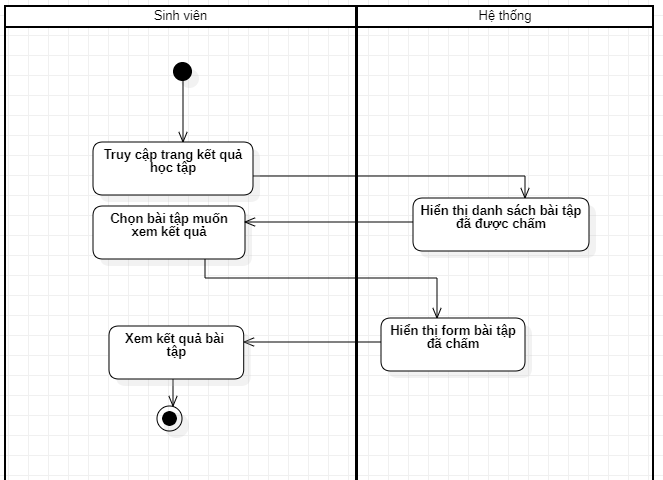 Sinh viên
Hệ thống
Truy cập trang kết quả
học tập
Hiển thị danh sách bài tập
đã được chấm
Chọn bài tập muốn
xem kết quả
Hiển thị form bài tập
đã chấm
Xem kết quả bài
tập